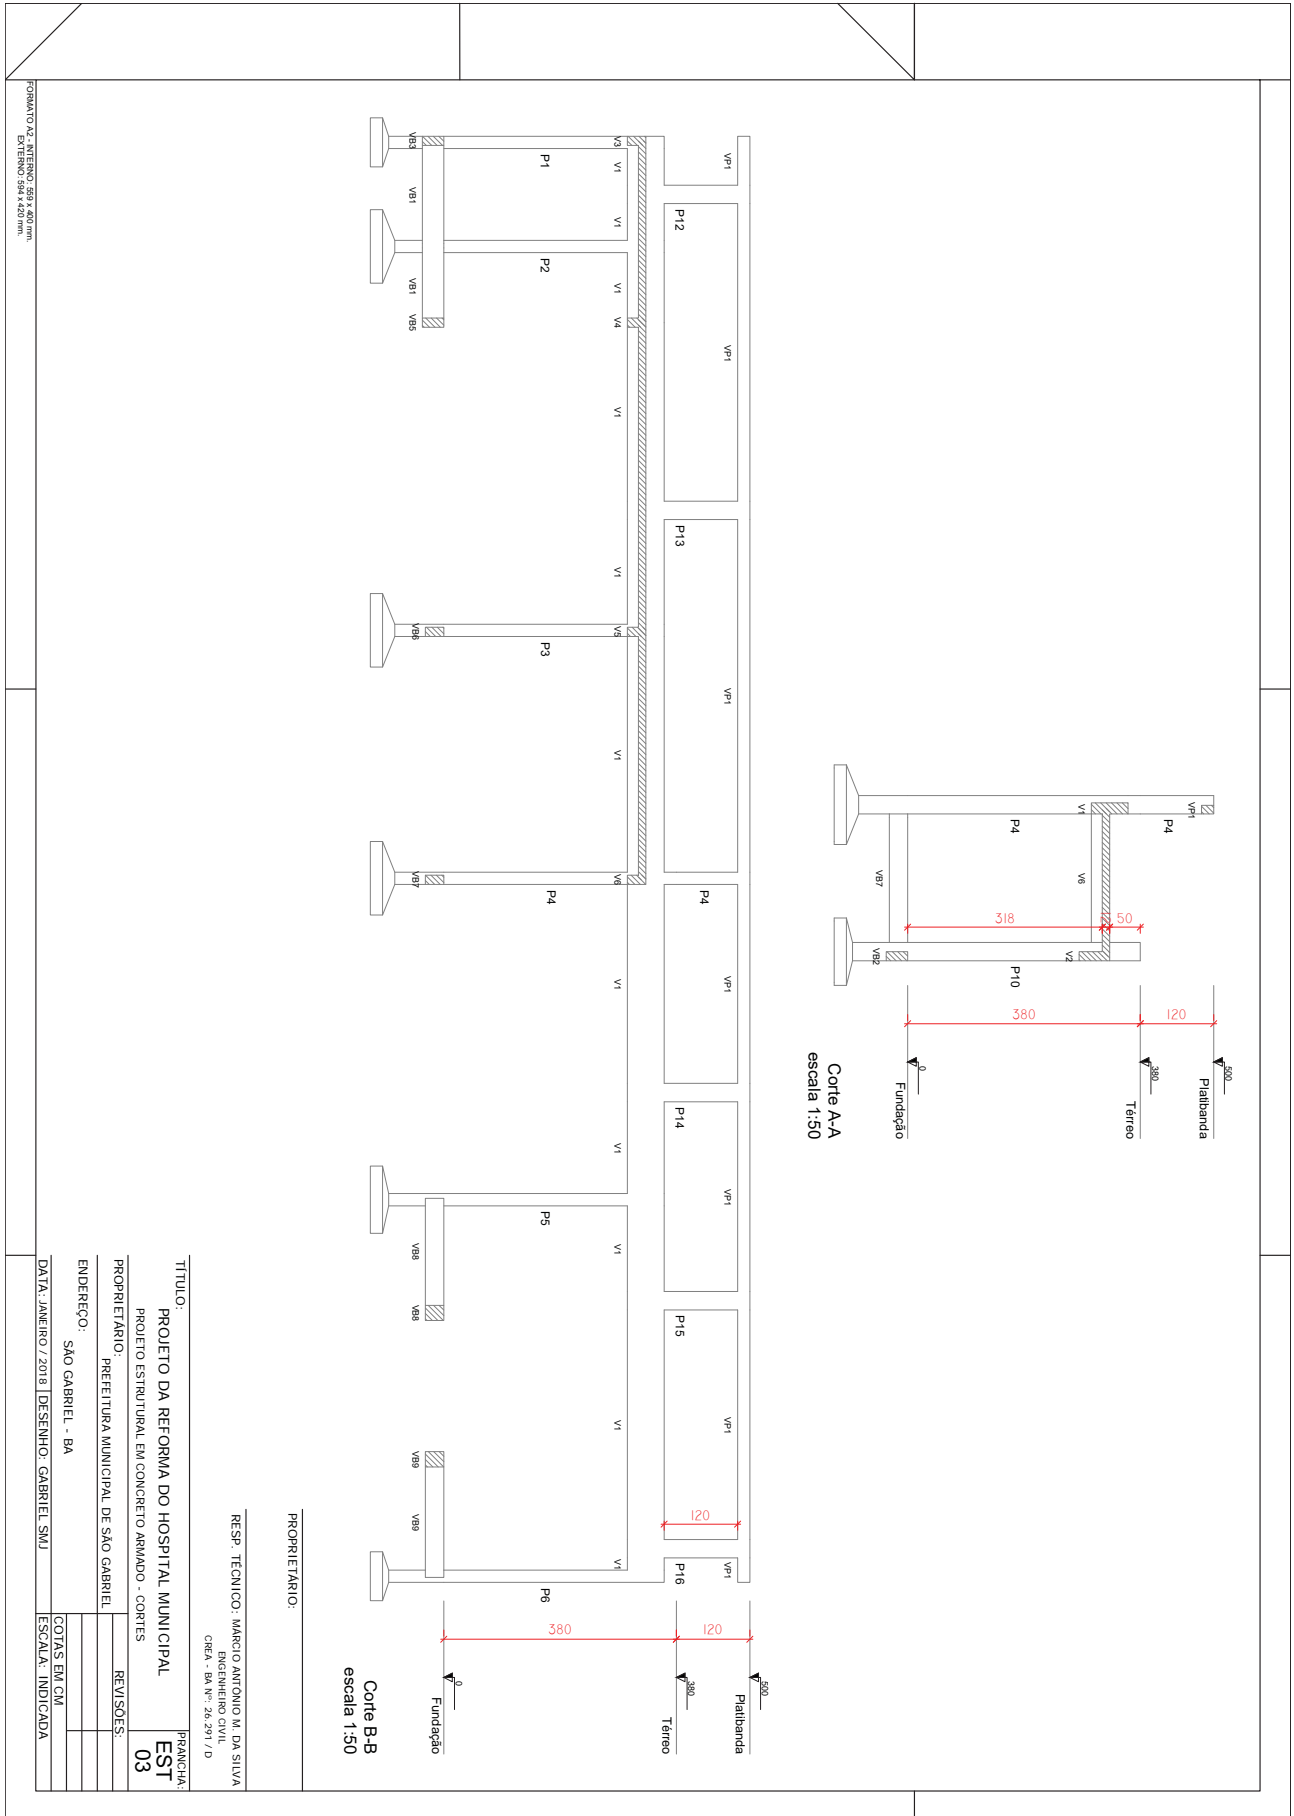 VP1
P4
P4
V1
V6
VB7
P10
V2
VB2
318
12
50
380
120
500
Platibanda
380
Térreo
0
Fundação
Corte A-A
escala 1:50
VP1
VP1
VP1
VP1
VP1
VP1
VP1
P12
P13
P4
P14
P15
P16
120
V3
V1
V1
V1
V4
V1
V1
V5
V1
V6
V1
V1
V1
V1
V1
P1
P2
P3
P4
P5
P6
VB3
VB1
VB1
VB5
VB6
VB7
VB8
VB8
VB9
VB9
380
120
500
Platibanda
380
Térreo
0
Fundação
Corte B-B
escala 1:50
PROPRIETÁRIO:
RESP. TÉCNICO: MÁRCIO ANTÔNIO M. DA SILVA
ENGENHEIRO CIVIL
CREA - BA Nº: 26.291 / D
TÍTULO:
PROJETO DA REFORMA DO HOSPITAL MUNICIPAL
PROJETO ESTRUTURAL EM CONCRETO ARMADO - CORTES
PRANCHA:
EST
03
PROPRIETÁRIO:
PREFEITURA MUNICIPAL DE SÃO GABRIEL
REVISÕES:
ENDEREÇO:
SÃO GABRIEL - BA
COTAS EM CM
DATA: JANEIRO / 2018
DESENHO: GABRIEL SMJ
ESCALA: INDICADA
FORMATO A2 - INTERNO: 559 x 400 mm.
EXTERNO: 594 x 420 mm.